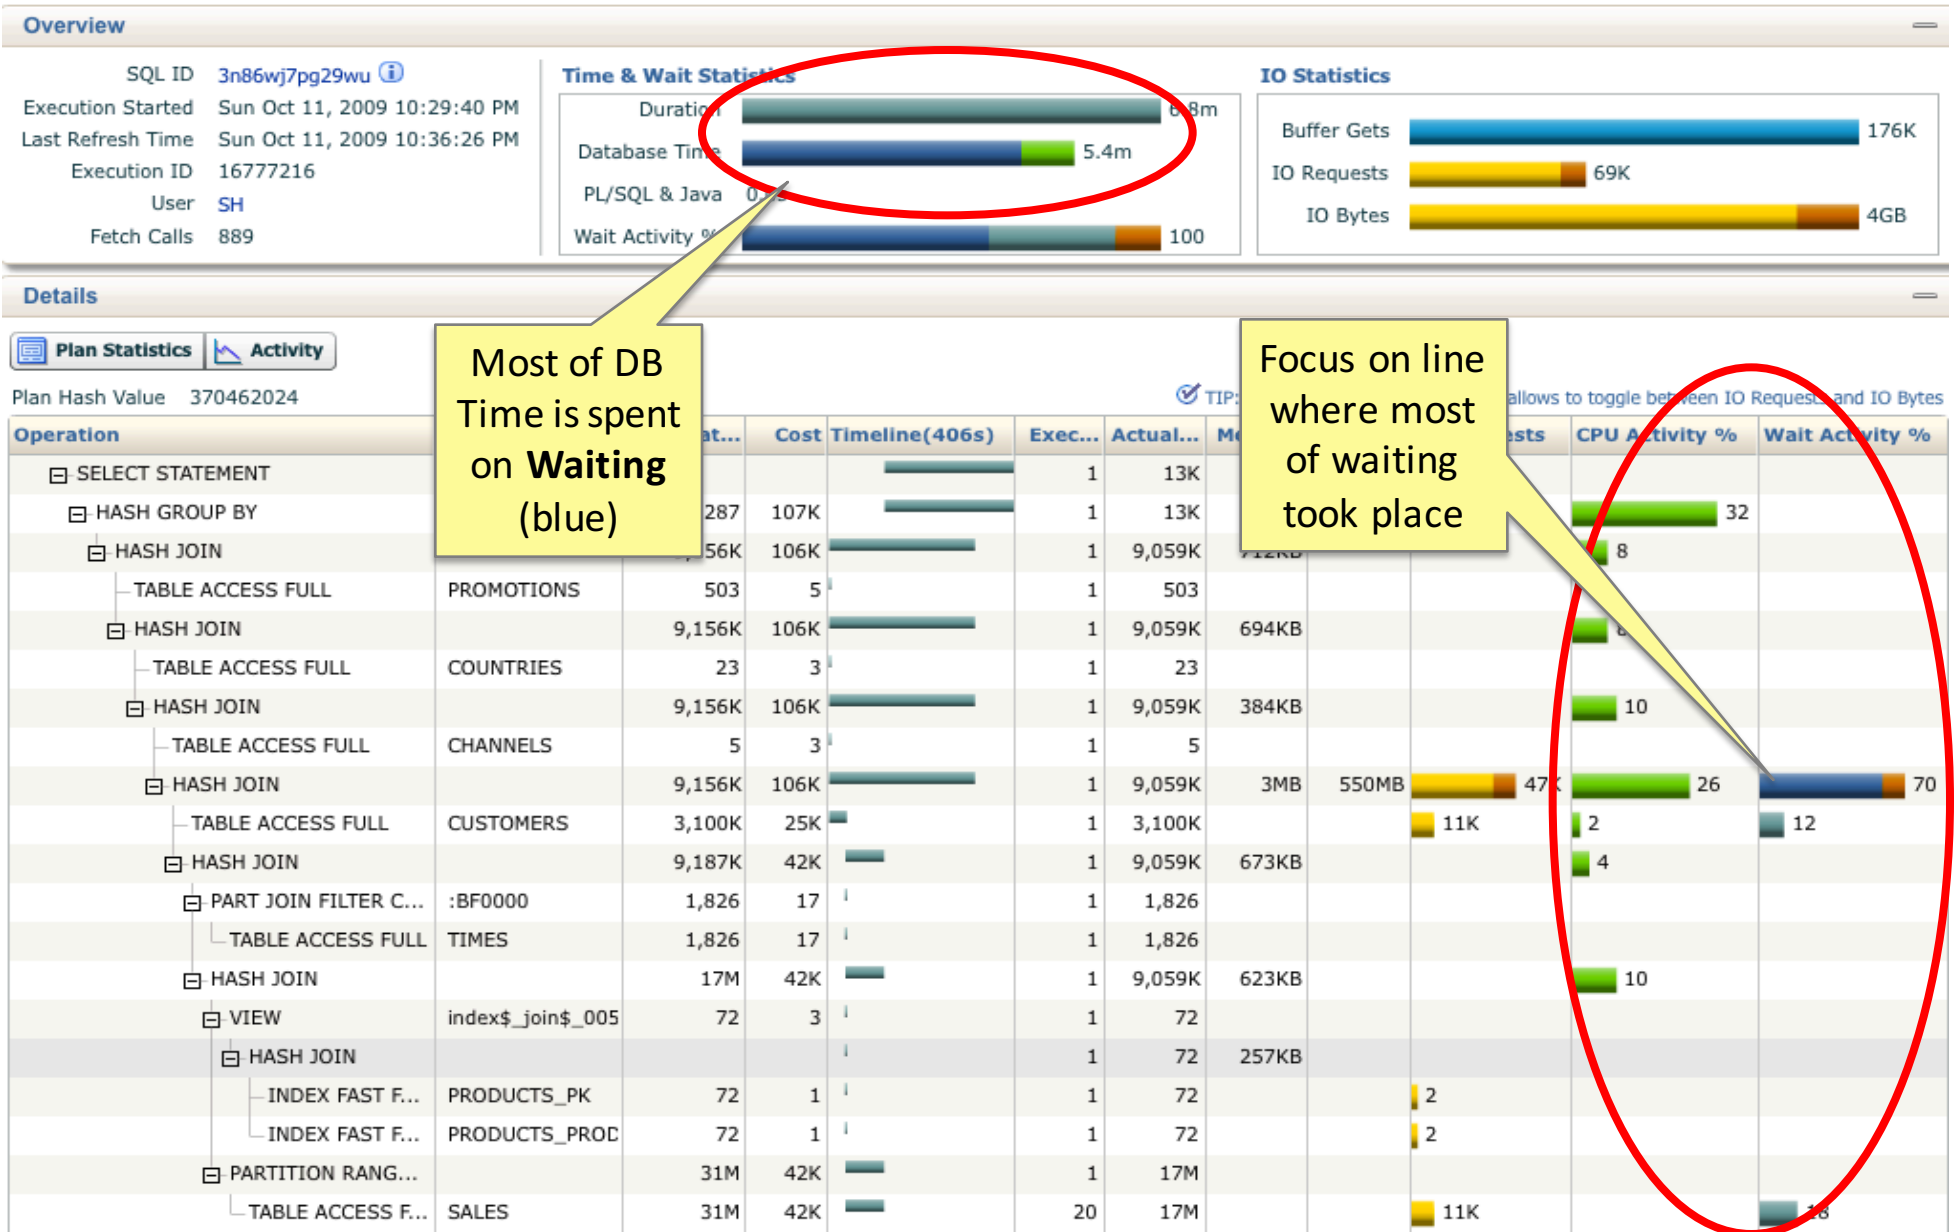 Overview
SQL ID 3n86wj7pg29wu
Execution Started Sun Oct 11, 2009 10:29:40 PM
Last Refresh Time Sun Oct 11, 2009 10:36:26 PM
Execution ID 16777216
User SH
Fetch Calls 889
Time & Wait Statistics
Duration 6.8m
Database Time 5.4m
PL/SQL & Java
Wait Activity % 100
IO Statistics
Buffer Gets 176K
IO Requests 69K
IO Bytes 4GB
Details
Plan Statistics Activity
Plan Hash Value 370462024
TIP: allows to toggle between IO Requests and IO Bytes
Most of DB
Time is spent
on Waiting
(blue)
Focus on line
where most
of waiting
took place
Operation Cost Timeline(406s) Exec... Actual... CPU Activity % Wait Activity %
SELECT STATEMENT 1 13K
HASH GROUP BY 287 107K 1 13K 32
HASH JOIN 106K 1 9,059K 712KB 8
TABLE ACCESS FULL PROMOTIONS 503 5 1 503
HASH JOIN 9,156K 106K 1 9,059K 694KB 8
TABLE ACCESS FULL COUNTRIES 23 3 1 23
HASH JOIN 9,156K 106K 1 9,059K 384KB 10
TABLE ACCESS FULL CHANNELS 5 3 1 5
HASH JOIN 9,156K 106K 1 9,059K 3MB 550MB 47K 26 70
TABLE ACCESS FULL CUSTOMERS 3,100K 25K 1 3,100K 11K 2 12
HASH JOIN 9,187K 42K 1 9,059K 673KB 4
PART JOIN FILTER C... :BF0000 1,826 17 1 1,826
TABLE ACCESS FULL TIMES 1,826 17 1 1,826
HASH JOIN 17M 42K 1 9,059K 623KB 10
VIEW index$_join$_005 72 3 1 72
HASH JOIN 1 72 257KB
INDEX FAST F... PRODUCTS_PK 72 1 1 72 2
INDEX FAST F... PRODUCTS_PROD 72 1 1 72 2
PARTITION RANG... 31M 42K 1 17M
TABLE ACCESS F... SALES 31M 42K 20 17M 11K 18